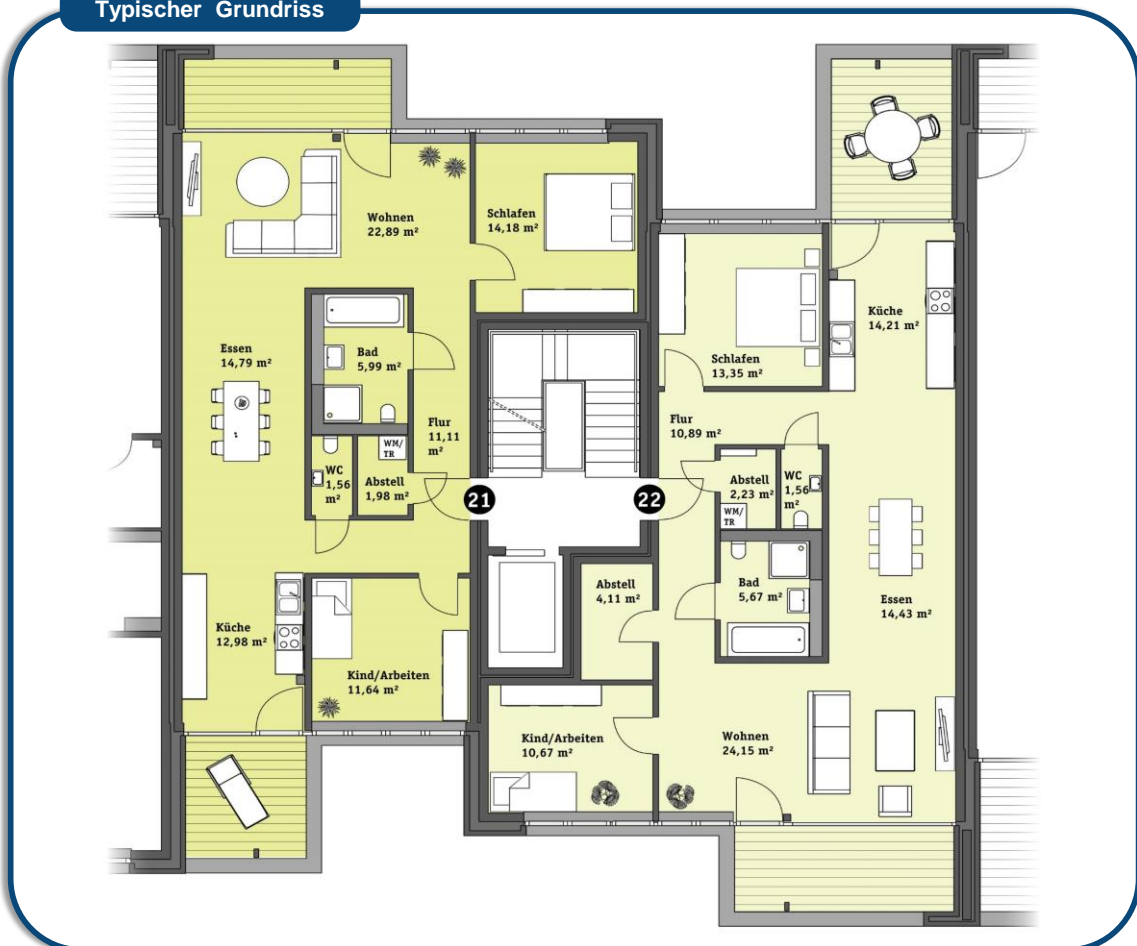 Typischer Grundriss
Wohnen
22,89 m²
Schlafen
14,18 m²
Essen
14,79 m²
Bad
5,99 m²
Flur
11,11
m²
WM/
TR
WC
1,56
m²
Abstell
1,98 m²
21
Küche
12,98 m²
Kind/Arbeiten
11,64 m²
Küche
14,21 m²
Schlafen
13,35 m²
Flur
10,89 m²
Abstell
2,23 m²
WM/
TR
WC
1,56
m²
22
Abstell
4,11 m²
Bad
5,67 m²
Essen
14,43 m²
Kind/Arbeiten
10,67 m²
Wohnen
24,15 m²